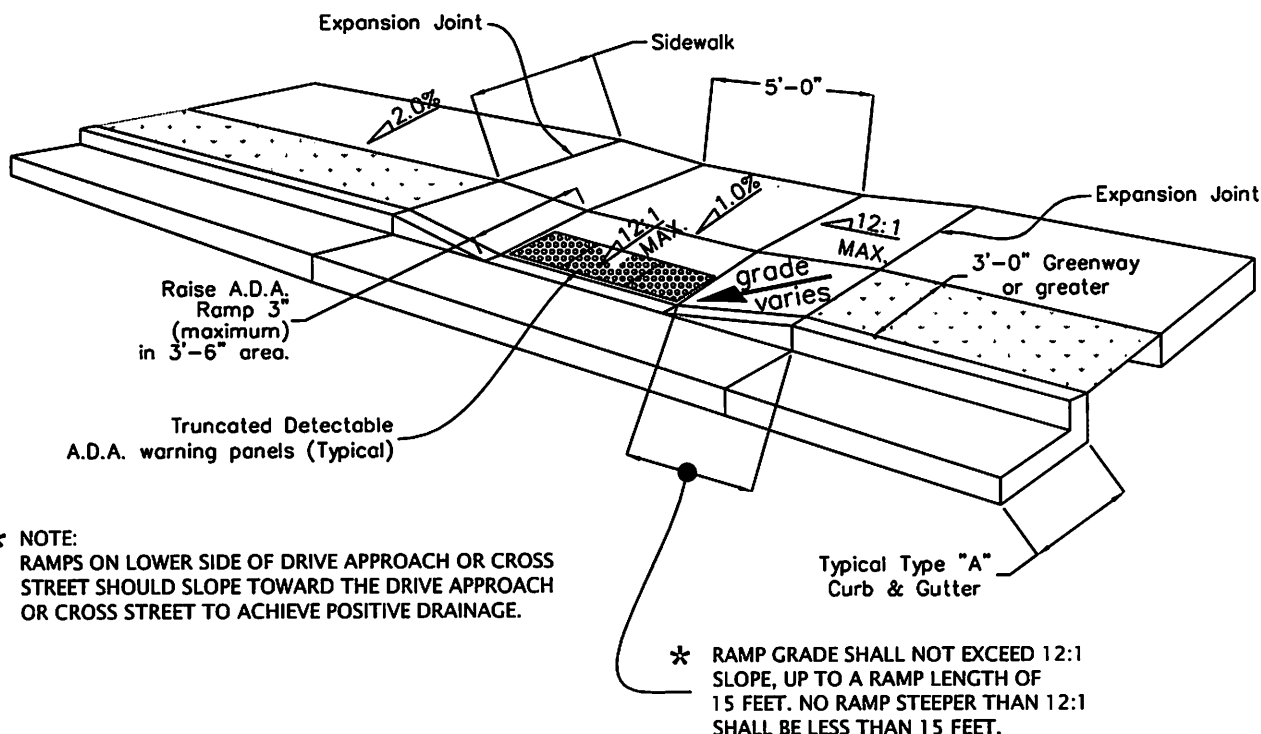 Expansion Joint
Sidewalk
5'-0"
2.0%
Expansion Joint
12:1
MAX.
1.0%
12:1
MAX.
3'-0" Greenway
or greater
grade
varies
Raise A.D.A.
Ramp 3"
(maximum)
in 3'-6" area.
Truncated Detectable
A.D.A. warning panels (Typical)
* NOTE:
RAMPS ON LOWER SIDE OF DRIVE APPROACH OR CROSS
STREET SHOULD SLOPE TOWARD THE DRIVE APPROACH
OR CROSS STREET TO ACHIEVE POSITIVE DRAINAGE.
Typical Type "A"
Curb & Gutter
* RAMP GRADE SHALL NOT EXCEED 12:1
SLOPE, UP TO A RAMP LENGTH OF
15 FEET. NO RAMP STEEPER THAN 12:1
SHALL BE LESS THAN 15 FEET.